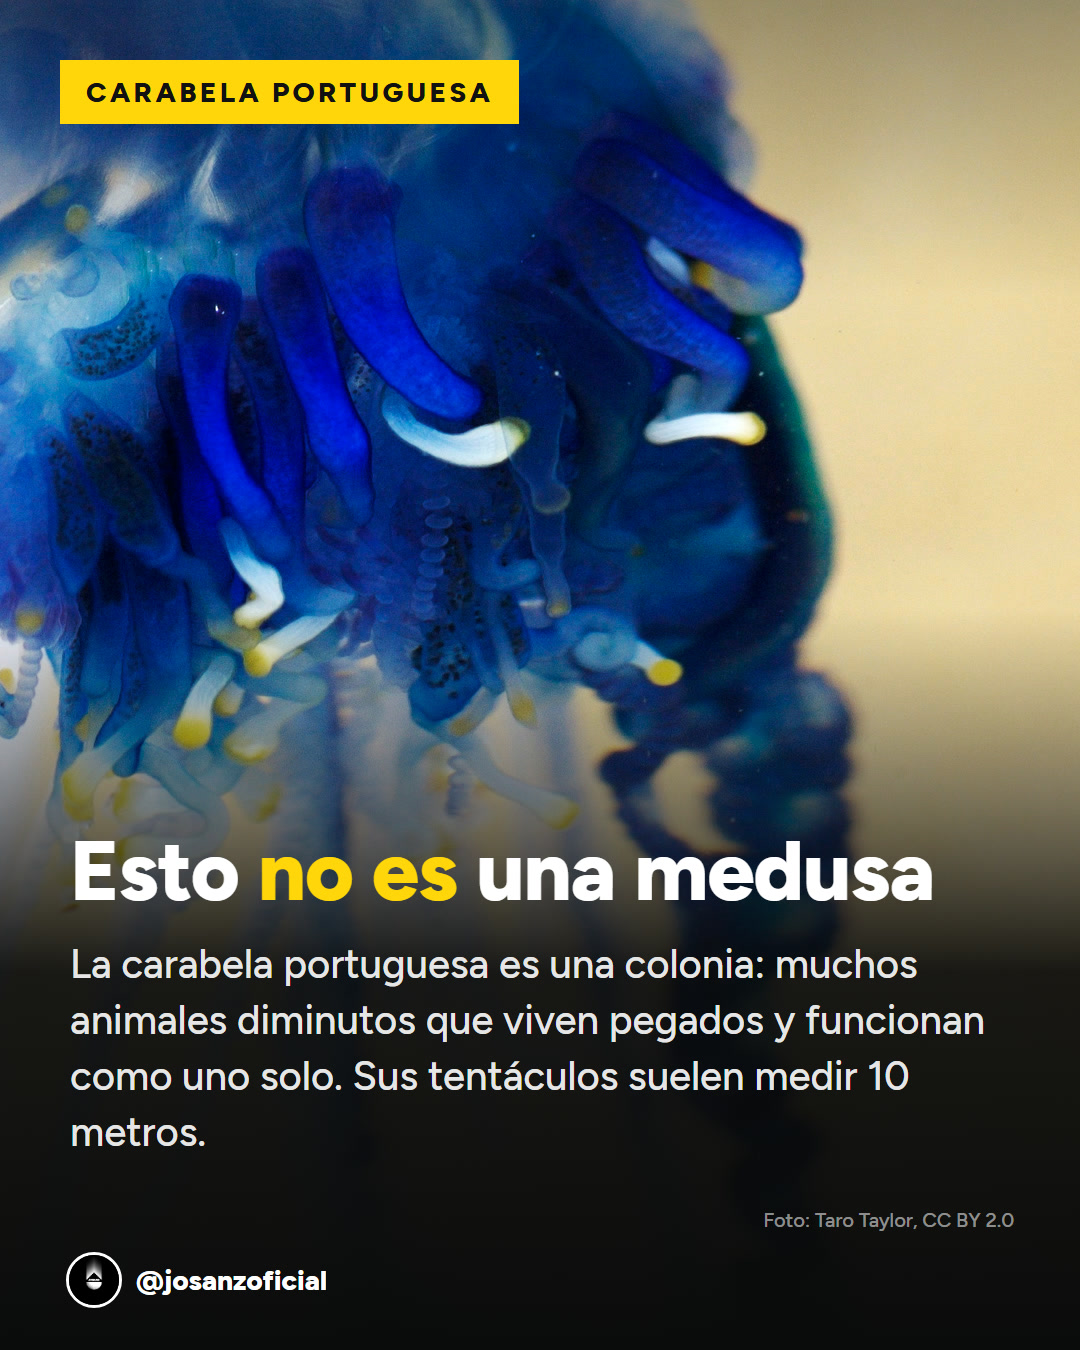 CARABELA PORTUGUESA
Esto no es una medusa
La carabela portuguesa es una colonia: muchos
animales diminutos que viven pegados y funcionan
como uno solo. Sus tentáculos suelen medir 10
metros.
Foto: Taro Taylor, CC BY 2.0
@josanzoficial